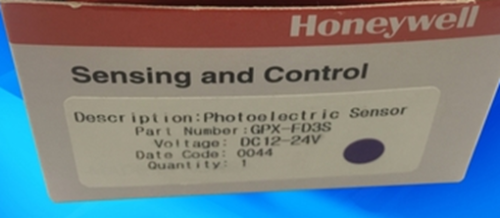 Honeywell
Sensing and Control
Description:Photoelectric Sensor
Part Number:GPX-FD3S
Voltage: DC12-24V
Date Code: 0044
Quantity: 1